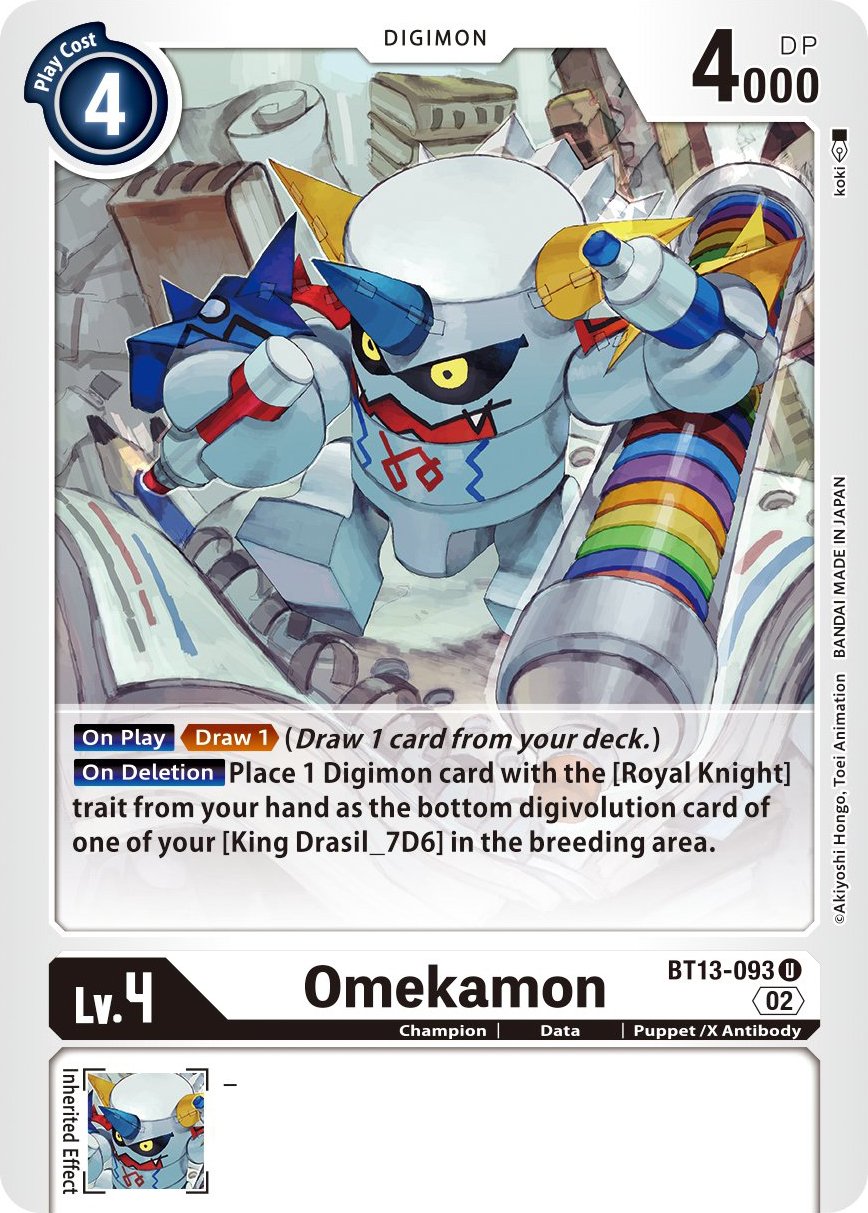 DIGIMON
Play Cost
4
DP
4000
koki
On Play Draw 1 (Draw 1 card from your deck.)
On Deletion Place 1 Digimon card with the [Royal Knight]
trait from your hand as the bottom digivolution card of
one of your [King Drasil_7D6] in the breeding area.
©Akiyoshi Hongo, Toei Animation BANDAI MADE IN JAPAN
Lv.4
Omekamon
BT13-093 U
02
Champion | Data | Puppet /X Antibody
Inherited Effect
–